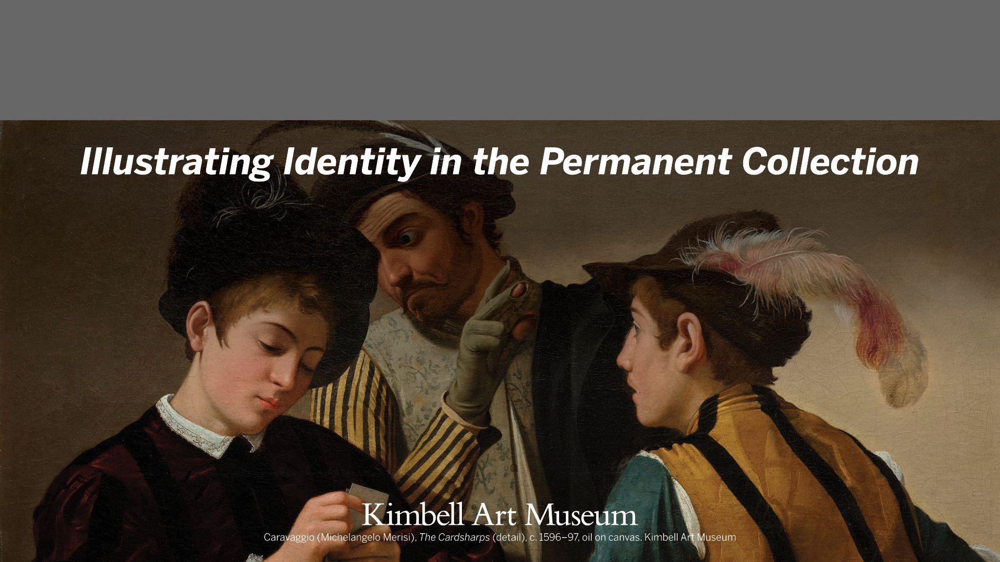 Illustrating Identity in the Permanent Collection
Kimbell Art Museum
Caravaggio (Michelangelo Merisi), The Cardsharps (detail), c. 1596–97, oil on canvas. Kimbell Art Museum